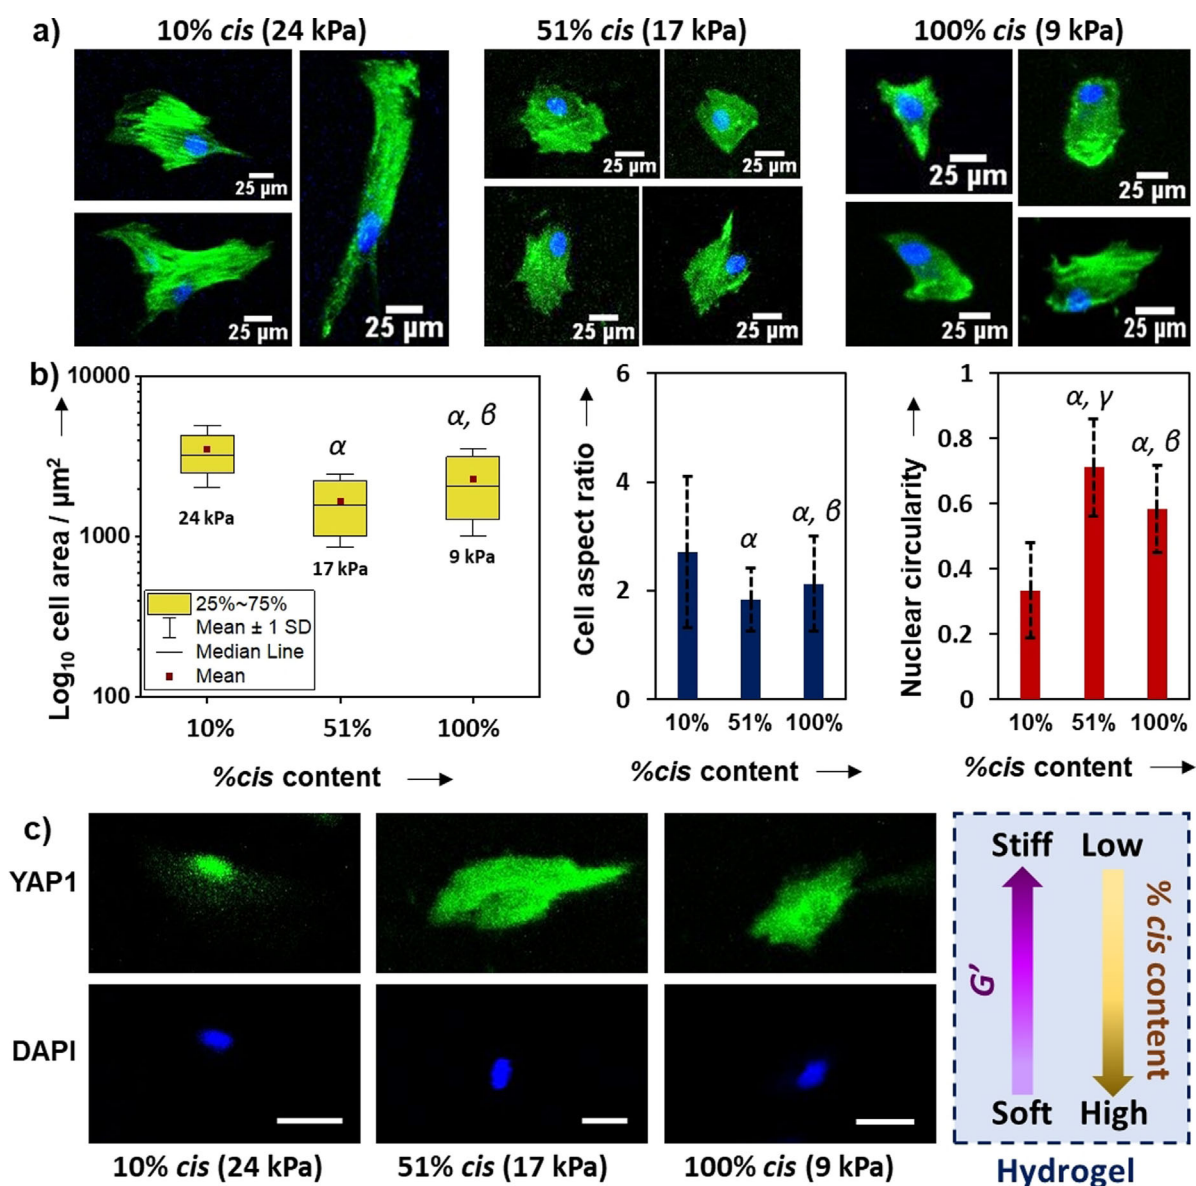 a)
10% cis (24 kPa)
51% cis (17 kPa)
100% cis (9 kPa)
25 µm
25 µm
25 µm
25 µm
25 µm
25 µm
25 µm
25 µm
25 µm
25 µm
25 µm
b)
10000
1000
100
Log10 cell area / µm²
24 kPa
α
17 kPa
α, β
9 kPa
25%~75%
Mean ± 1 SD
Median Line
Mean
10%
51%
100%
%cis content
6
4
2
0
Cell aspect ratio
α
α, β
10%
51%
100%
%cis content
1
0.8
0.6
0.4
0.2
0
Nuclear circularity
α, γ
α, β
10%
51%
100%
%cis content
c)
YAP1
DAPI
10% cis (24 kPa)
51% cis (17 kPa)
100% cis (9 kPa)
Stiff
Low
G'
% cis content
Soft
High
Hydrogel